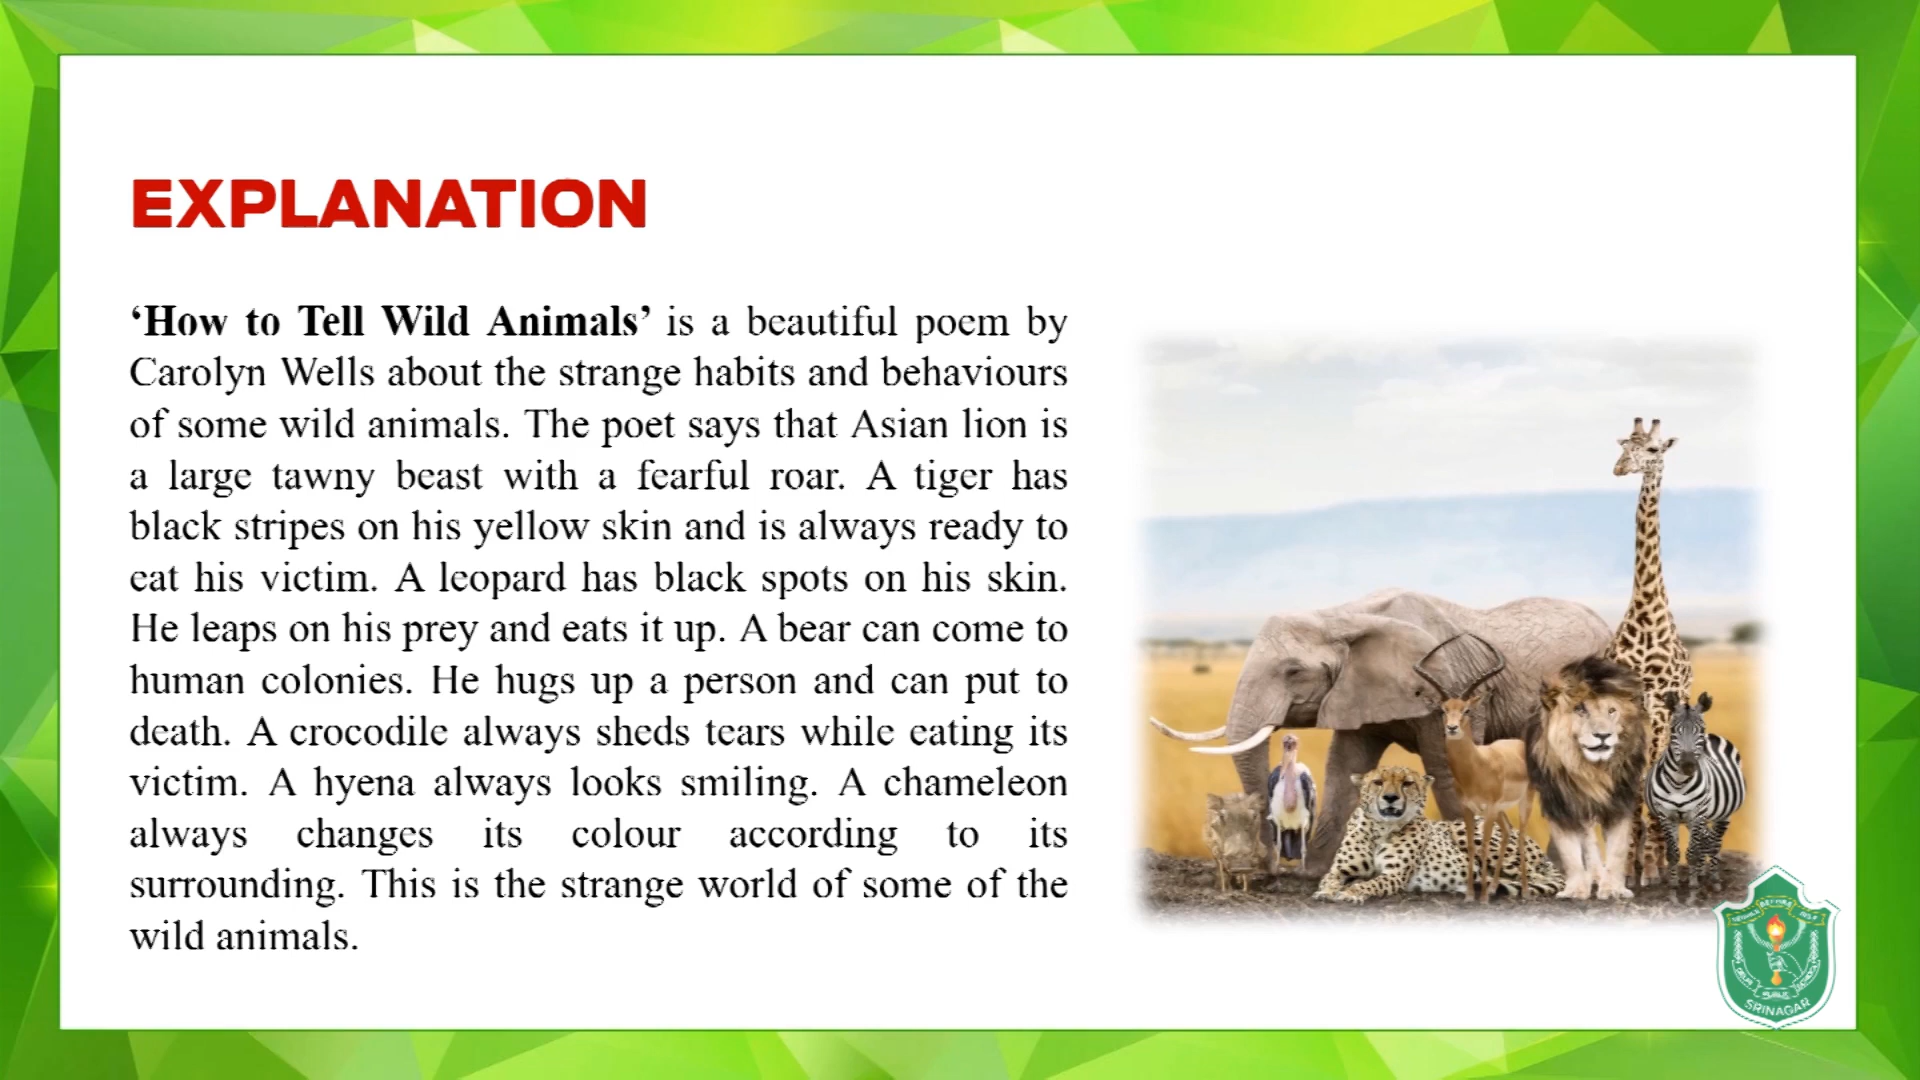 EXPLANATION
‘How to Tell Wild Animals’ is a beautiful poem by
Carolyn Wells about the strange habits and behaviours
of some wild animals. The poet says that Asian lion is
a large tawny beast with a fearful roar. A tiger has
black stripes on his yellow skin and is always ready to
eat his victim. A leopard has black spots on his skin.
He leaps on his prey and eats it up. A bear can come to
human colonies. He hugs up a person and can put to
death. A crocodile always sheds tears while eating its
victim. A hyena always looks smiling. A chameleon
always changes its colour according to its
surrounding. This is the strange world of some of the
wild animals.
SRINAGAR